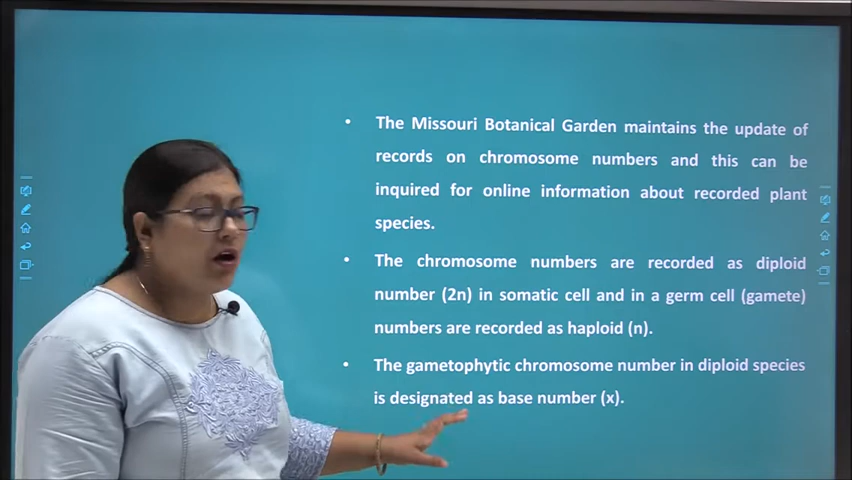 • The Missouri Botanical Garden maintains the update of
records on chromosome numbers and this can be
inquired for online information about recorded plant
species.
• The chromosome numbers are recorded as diploid
number (2n) in somatic cell and in a germ cell (gamete)
numbers are recorded as haploid (n).
• The gametophytic chromosome number in diploid species
is designated as base number (x).